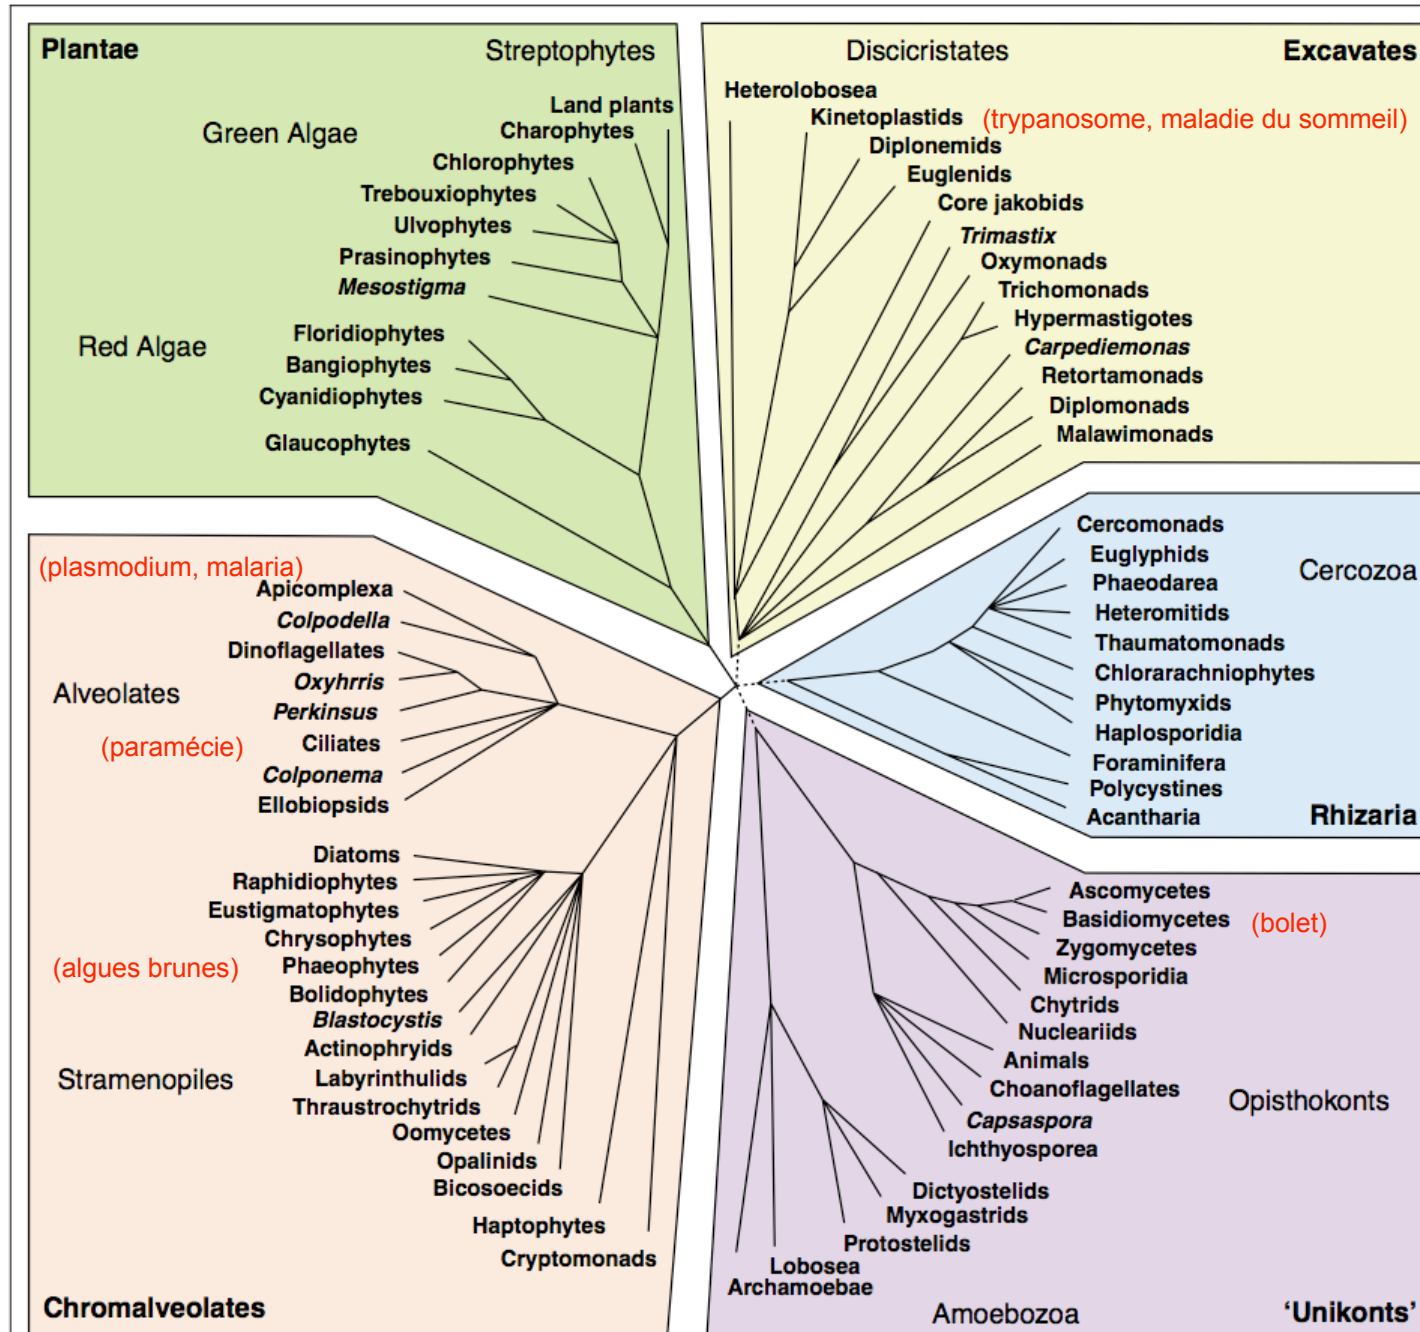 Plantae
Streptophytes
Land plants
Green Algae
Charophytes
Chlorophytes
Trebouxiophytes
Ulvophytes
Prasinophytes
Mesostigma
Red Algae
Floridiophytes
Bangiophytes
Cyanidiophytes
Glaucophytes
Discicristates
Excavates
Heterolobosea
Kinetoplastids (trypanosome, maladie du sommeil)
Diplonemids
Euglenids
Core jakobids
Trimastix
Oxymonads
Trichomonads
Hypermastigotes
Carpediemonas
Retortamonads
Diplomonads
Malawimonads
Cercomonads
Euglyphids
Cercozoa
Phaeodarea
Heteromitids
Thaumatomonads
Chlorarachniophytes
Phytomyxids
Haplosporidia
Foraminifera
Polycystines
Acantharia
Rhizaria
(plasmodium, malaria)
Apicomplexa
Colpodella
Dinoflagellates
Alveolates
Oxyhrris
Perkinsus
(paramécie)
Ciliates
Colponema
Ellobiopsids
Diatoms
Raphidiophytes
Eustigmatophytes
Chrysophytes
(algues brunes)
Phaeophytes
Bolidophytes
Blastocystis
Actinophryids
Stramenopiles
Labyrinthulids
Thraustrochytrids
Oomycetes
Opalinids
Bicosoecids
Haptophytes
Cryptomonads
Chromalveolates
Ascomycetes
Basidiomycetes (bolet)
Zygomycetes
Microsporidia
Chytrids
Nucleariids
Animals
Choanoflagellates
Opisthokonts
Capsaspora
Ichthyosporea
Dictyostelids
Myxogastrids
Protostelids
Lobosea
Archamoebae
Amoebozoa
‘Unikonts’